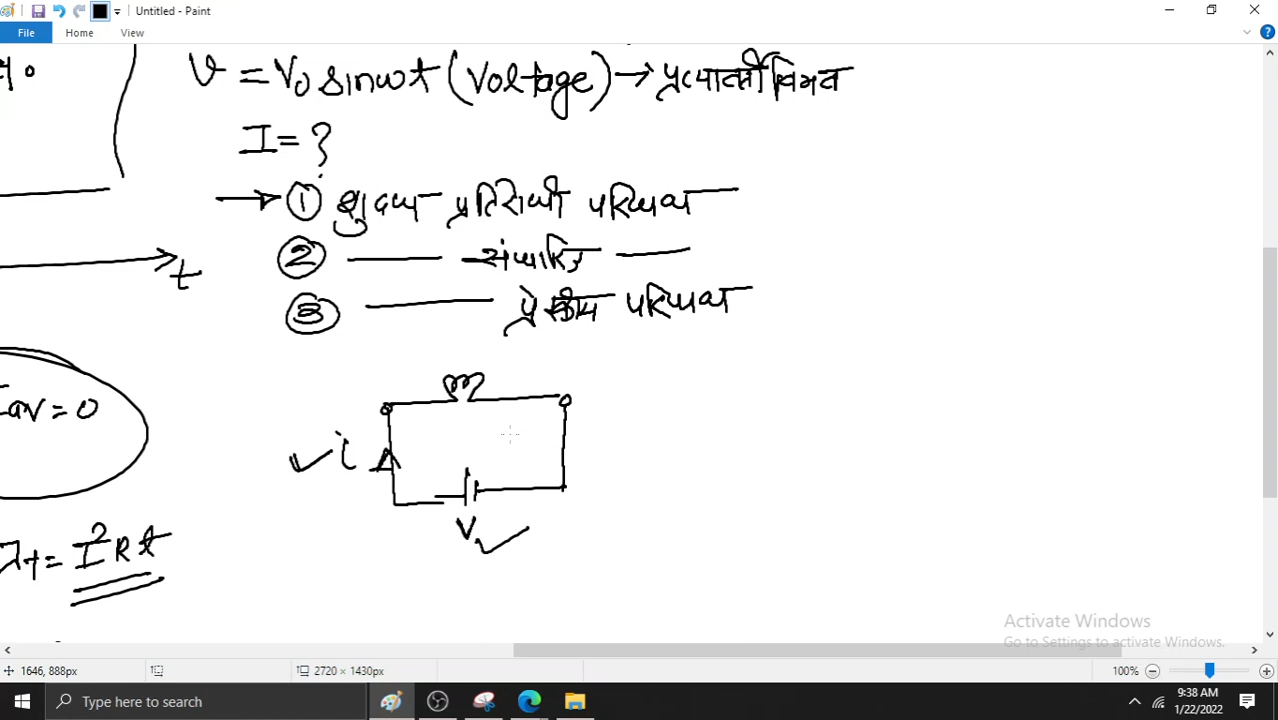 Untitled - Paint
File Home View
V = V₀ sinωt (Voltage) → प्रत्यावर्ती विभव
I = ?
→ ① शुद्ध प्रतिरोधी परिपथ
② —— संधारित्र ——
③ —— प्रेरकीय परिपथ
t
Iav = 0
i
V
I²Rt
Activate Windows
Go to Settings to activate Windows.
1646, 888px 2720 × 1430px 100%
Type here to search
9:38 AM
1/22/2022